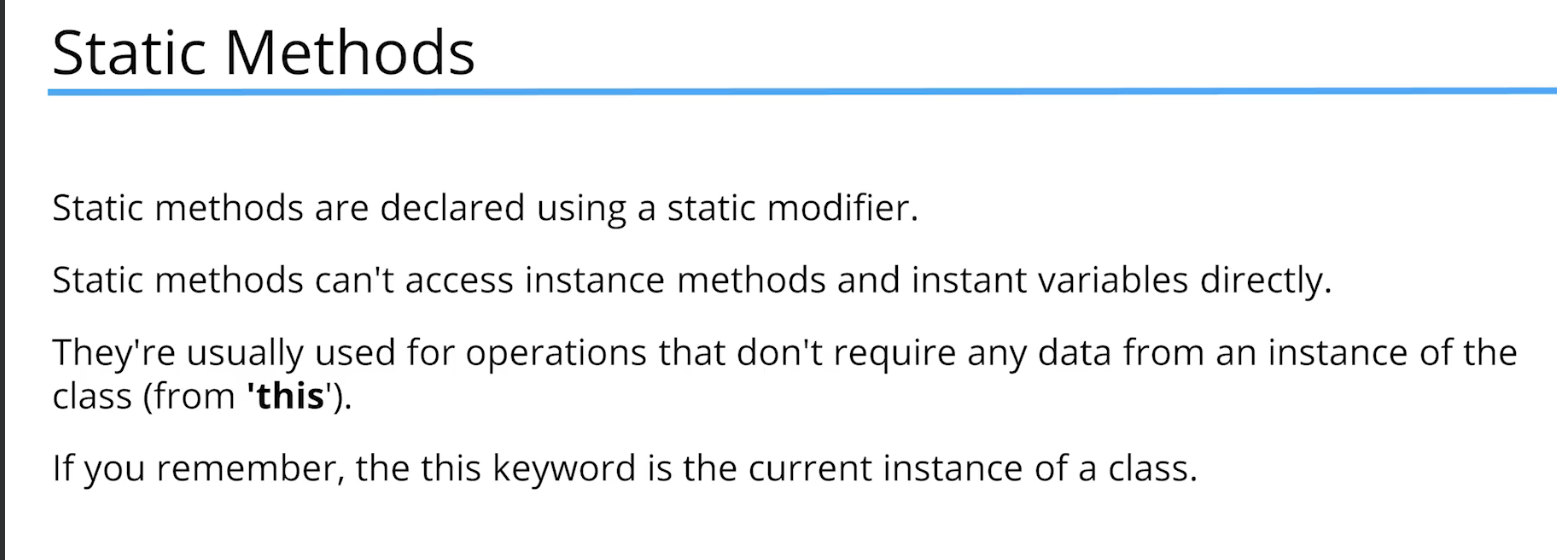 Static Methods
Static methods are declared using a static modifier.
Static methods can't access instance methods and instant variables directly.
They're usually used for operations that don't require any data from an instance of the
class (from 'this').
If you remember, the this keyword is the current instance of a class.